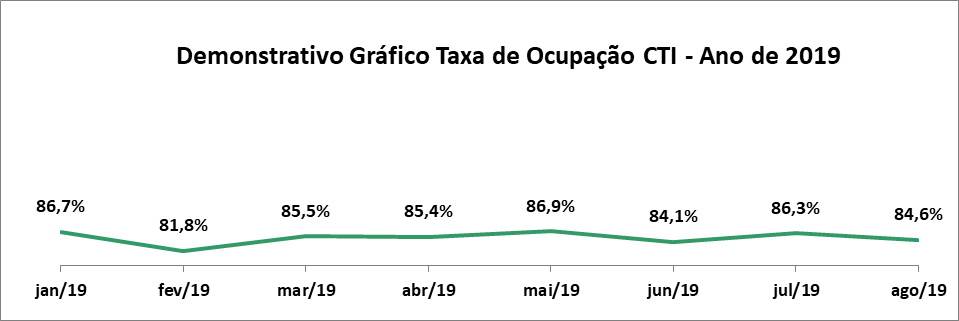 Demonstrativo Gráfico Taxa de Ocupação CTI - Ano de 2019
86,7% 81,8% 85,5% 85,4% 86,9% 84,1% 86,3% 84,6%
jan/19 fev/19 mar/19 abr/19 mai/19 jun/19 jul/19 ago/19